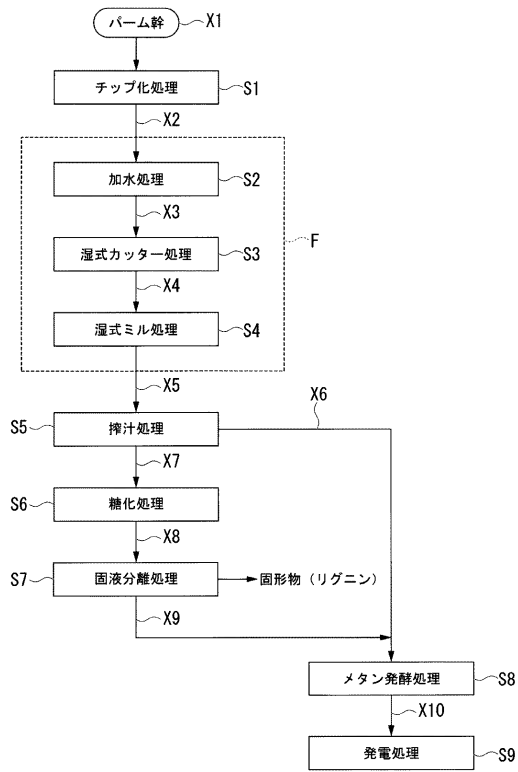 パーム幹 X1
チップ化処理 S1
X2
加水処理 S2
X3
湿式カッター処理 S3
F
X4
湿式ミル処理 S4
X5
X6
S5 搾汁処理
X7
S6 糖化処理
X8
S7 固液分離処理 固形物（リグニン）
X9
メタン発酵処理 S8
X10
発電処理 S9